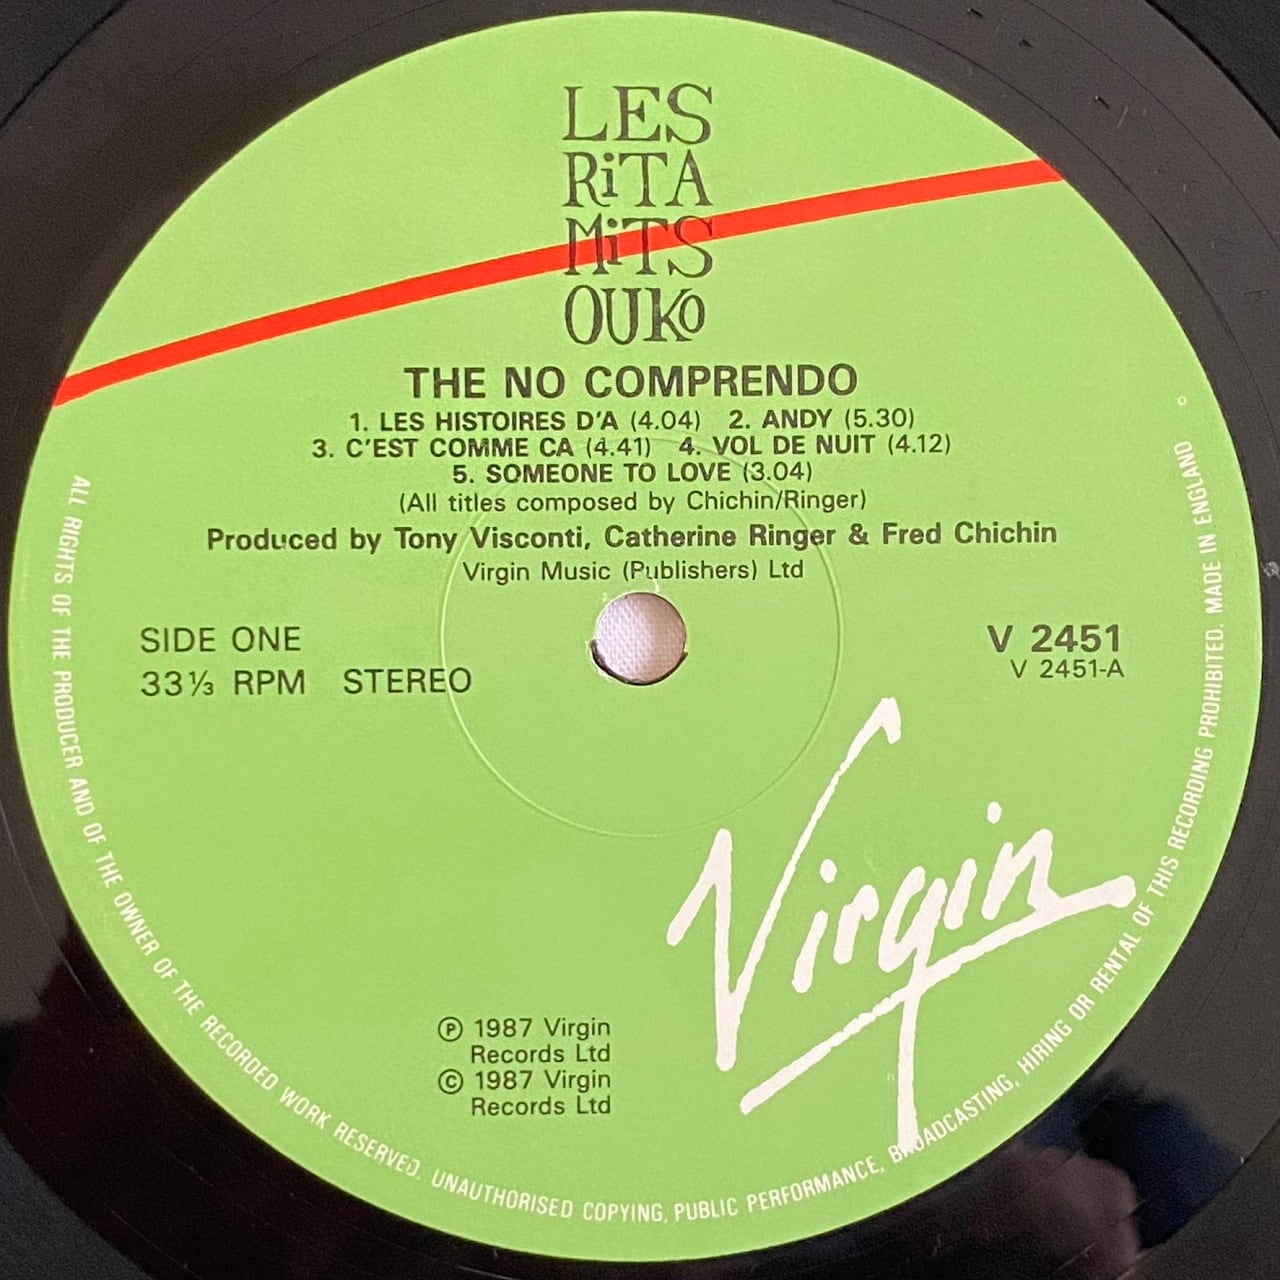 LES
RiTA
MiTS
OUKo
THE NO COMPRENDO
1. LES HISTOIRES D'A (4.04) 2. ANDY (5.30)
3. C'EST COMME CA (4.41) 4. VOL DE NUIT (4.12)
5. SOMEONE TO LOVE (3.04)
(All titles composed by Chichin/Ringer)
Produced by Tony Visconti, Catherine Ringer & Fred Chichin
Virgin Music (Publishers) Ltd
SIDE ONE
33⅓ RPM STEREO
V 2451
V 2451-A
Virgin
Ⓟ 1987 Virgin
Records Ltd
© 1987 Virgin
Records Ltd
ALL RIGHTS OF THE PRODUCER AND OF THE OWNER OF THE RECORDED WORK RESERVED. UNAUTHORISED COPYING, PUBLIC PERFORMANCE, BROADCASTING, HIRING OR RENTAL OF THIS RECORDING PROHIBITED. MADE IN ENGLAND